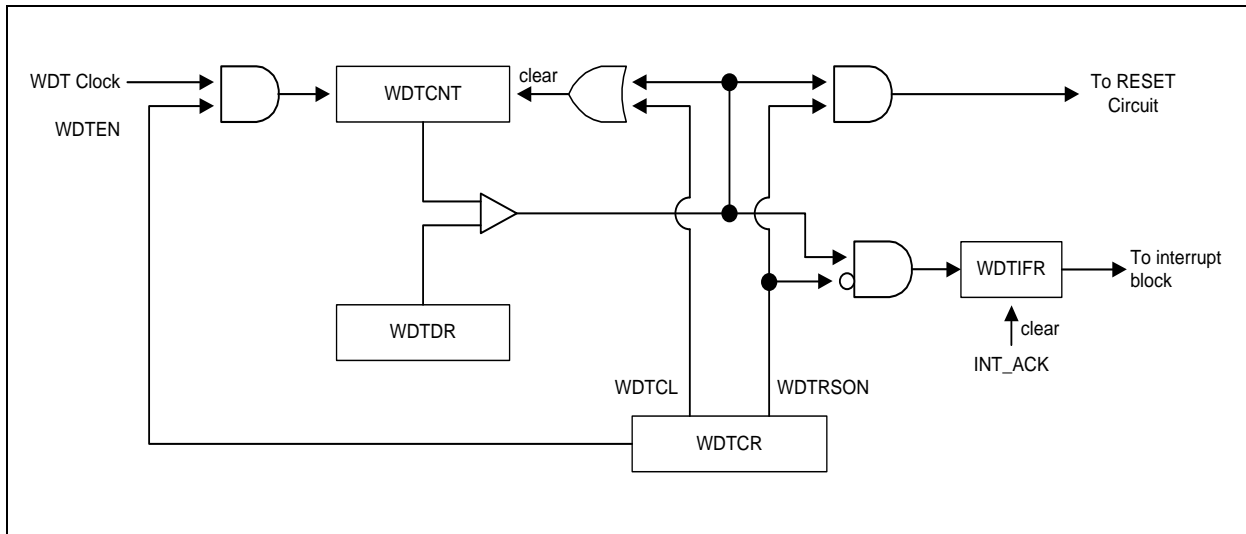 WDT Clock
WDTEN
WDTCNT
clear
To RESET
Circuit
WDTDR
WDTIFR
To interrupt
block
clear
INT_ACK
WDTCL
WDTRSON
WDTCR